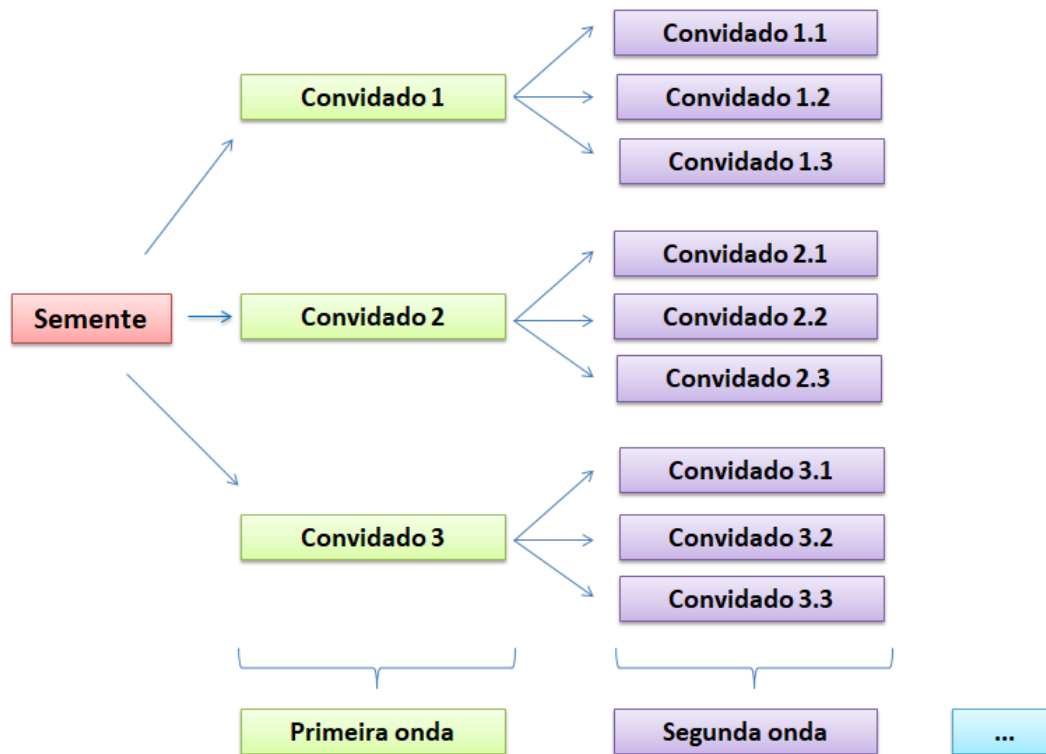 Convidado 1.1
Convidado 1
Convidado 1.2
Convidado 1.3
Convidado 2.1
Semente
Convidado 2
Convidado 2.2
Convidado 2.3
Convidado 3.1
Convidado 3
Convidado 3.2
Convidado 3.3
Primeira onda
Segunda onda
...